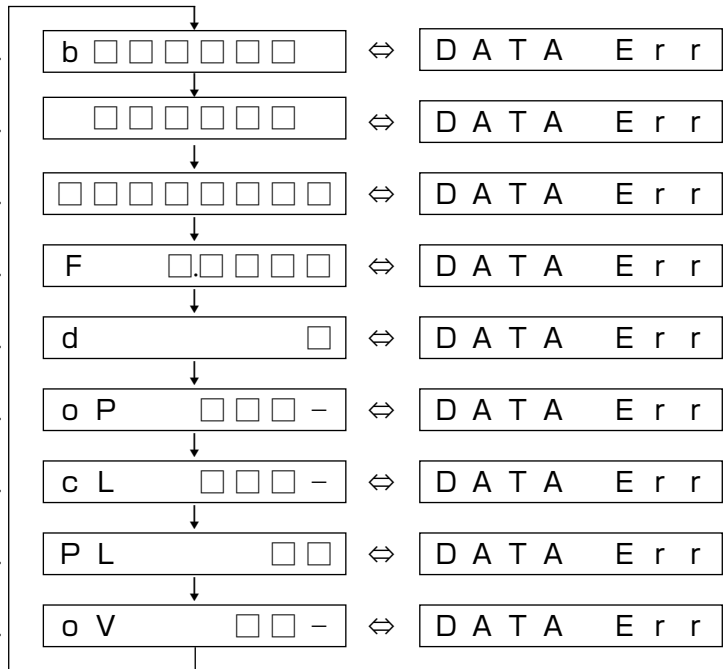 b □□□□□□ ⇔ DATA Err
□□□□□□ ⇔ DATA Err
□□□□□□□□ ⇔ DATA Err
F □.□□□□ ⇔ DATA Err
d □ ⇔ DATA Err
oP □□□− ⇔ DATA Err
cL □□□− ⇔ DATA Err
PL □□ ⇔ DATA Err
oV □□− ⇔ DATA Err